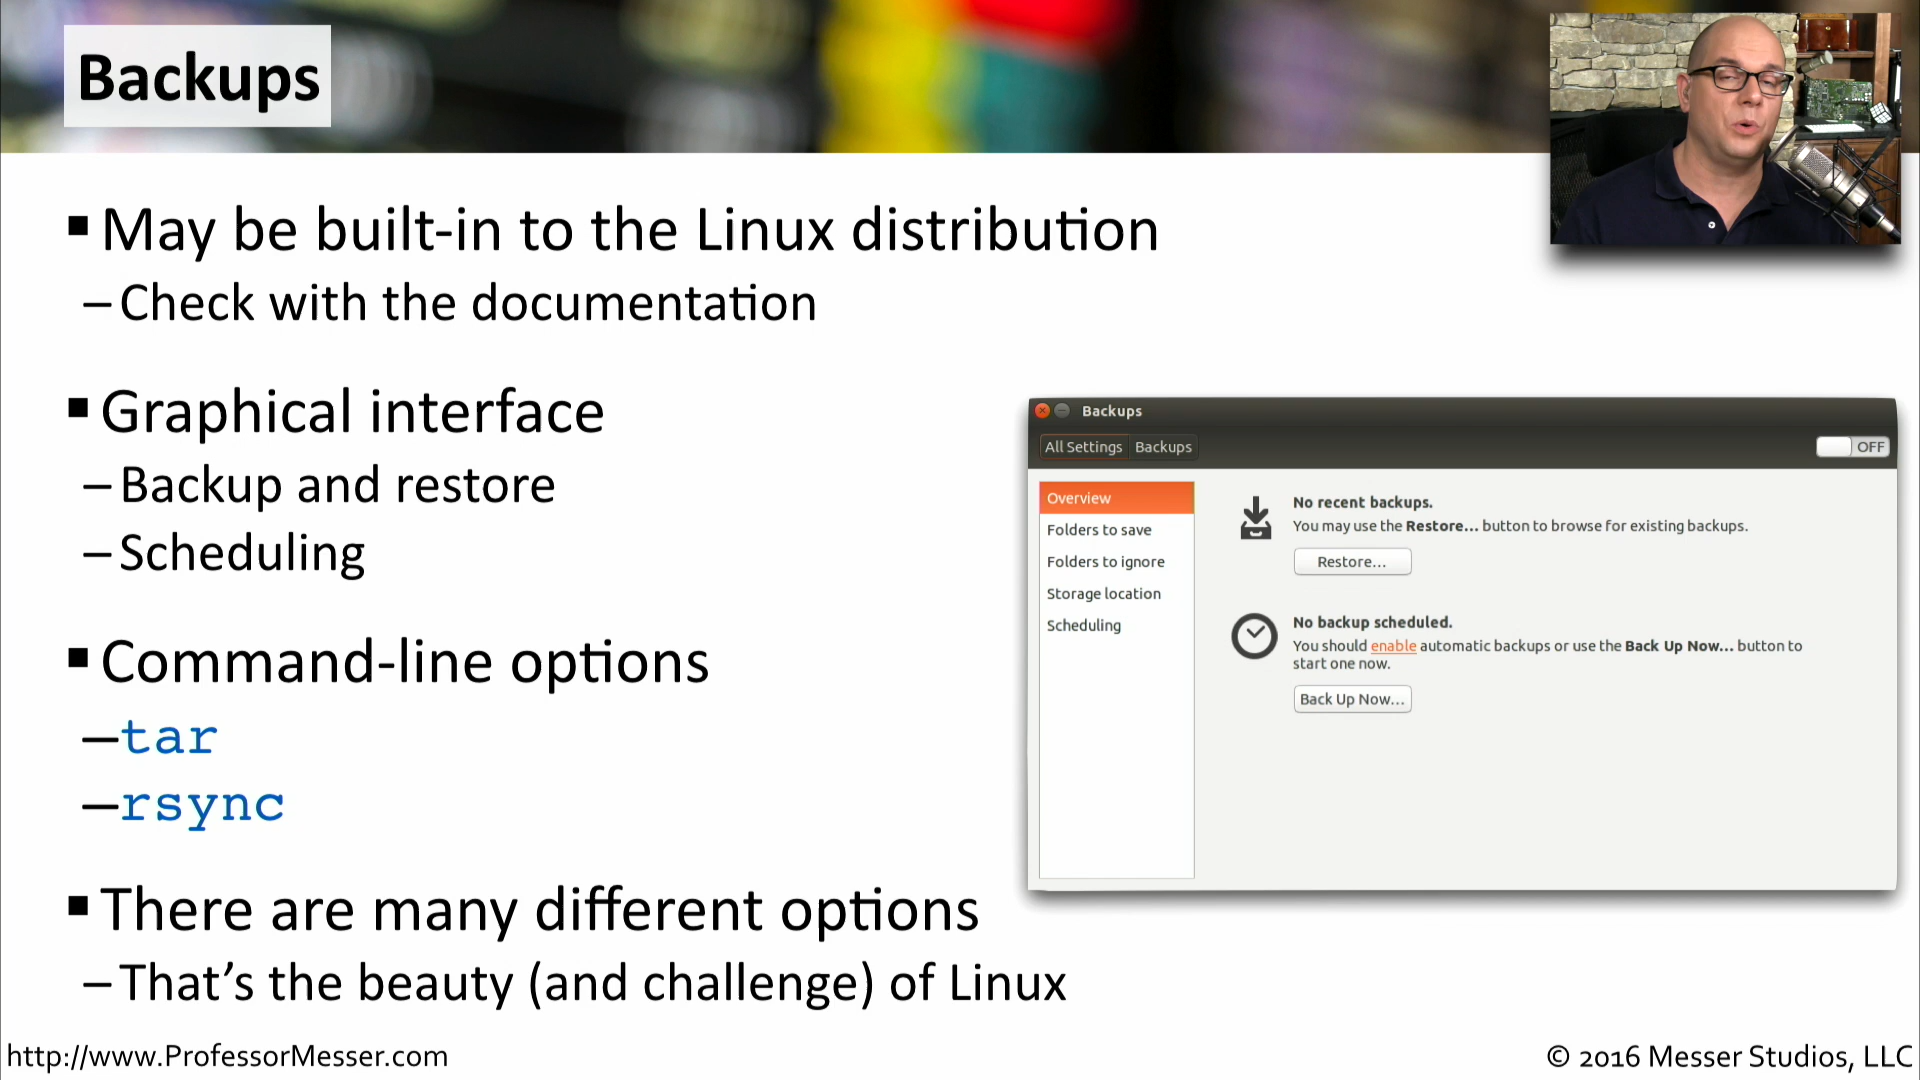 Backups
▪ May be built-in to the Linux distribution
– Check with the documentation
▪ Graphical interface
– Backup and restore
– Scheduling
▪ Command-line options
– tar
– rsync
▪ There are many different options
– That's the beauty (and challenge) of Linux
Backups
All Settings Backups OFF
Overview
Folders to save
Folders to ignore
Storage location
Scheduling
No recent backups.
You may use the Restore... button to browse for existing backups.
Restore...
No backup scheduled.
You should enable automatic backups or use the Back Up Now... button to
start one now.
Back Up Now...
http://www.ProfessorMesser.com
© 2016 Messer Studios, LLC